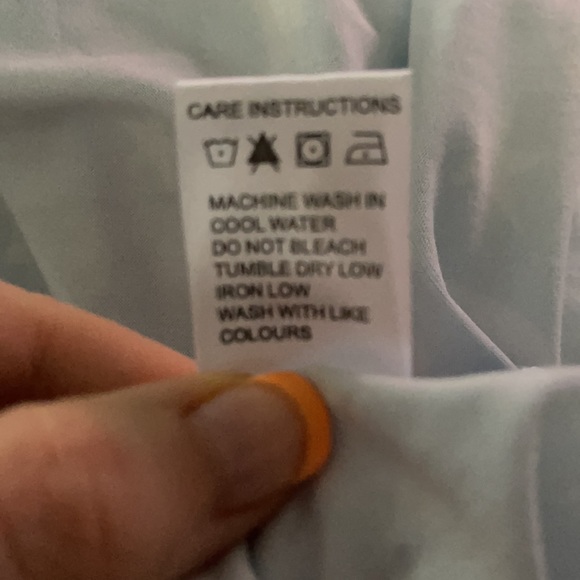 CARE INSTRUCTIONS
MACHINE WASH IN
COOL WATER
DO NOT BLEACH
TUMBLE DRY LOW
IRON LOW
WASH WITH LIKE
COLOURS